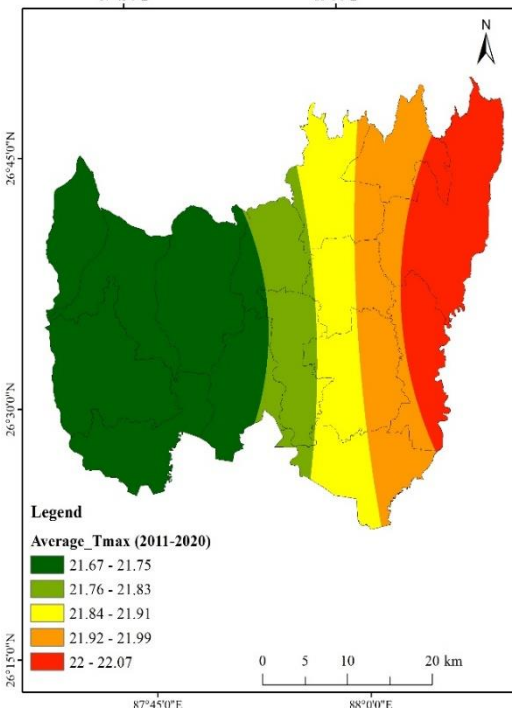 N
26°45'0"N
26°30'0"N
26°15'0"N
Legend
Average_Tmax (2011-2020)
21.67 - 21.75
21.76 - 21.83
21.84 - 21.91
21.92 - 21.99
22 - 22.07
0 5 10 20 km
87°45'0"E 88°0'0"E